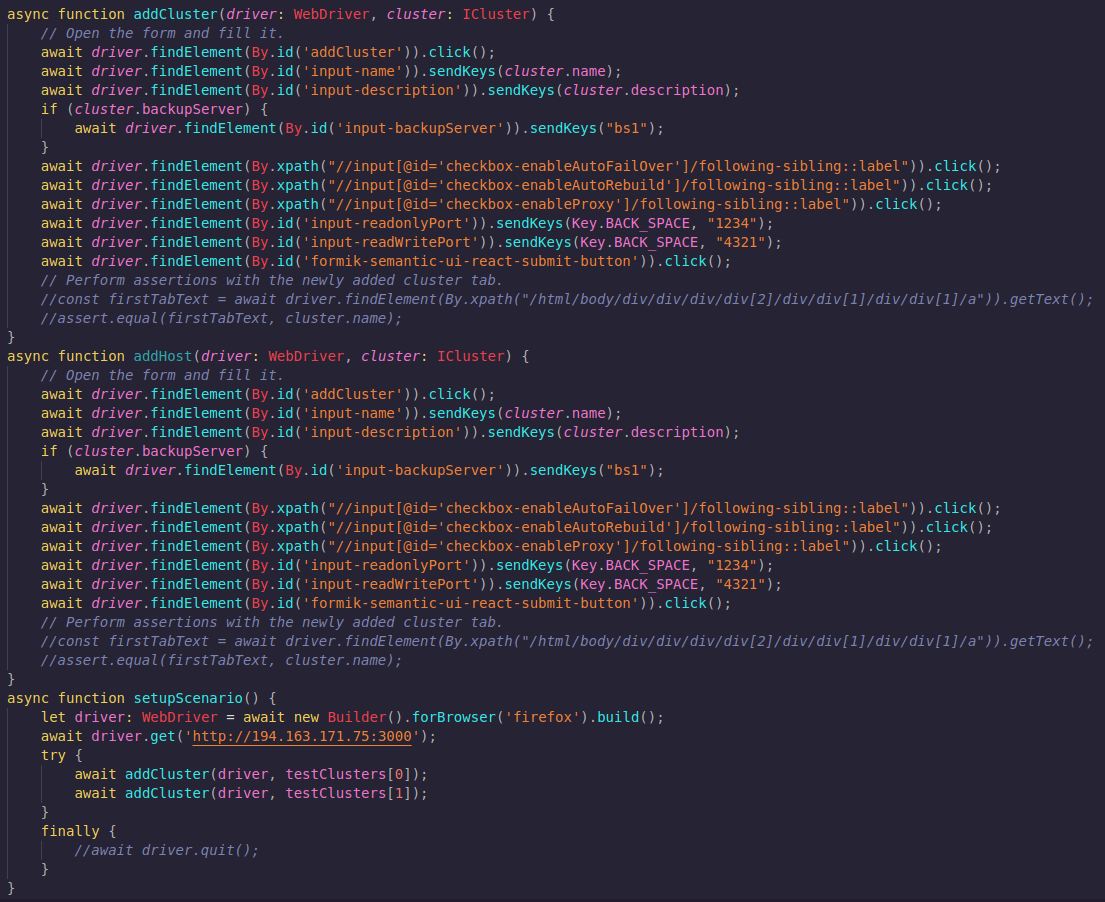 async function addCluster(driver: WebDriver, cluster: ICluster) {
    // Open the form and fill it.
    await driver.findElement(By.id('addCluster')).click();
    await driver.findElement(By.id('input-name')).sendKeys(cluster.name);
    await driver.findElement(By.id('input-description')).sendKeys(cluster.description);
    if (cluster.backupServer) {
        await driver.findElement(By.id('input-backupServer')).sendKeys("bs1");
    }
    await driver.findElement(By.xpath("//input[@id='checkbox-enableAutoFailOver']/following-sibling::label")).click();
    await driver.findElement(By.xpath("//input[@id='checkbox-enableAutoRebuild']/following-sibling::label")).click();
    await driver.findElement(By.xpath("//input[@id='checkbox-enableProxy']/following-sibling::label")).click();
    await driver.findElement(By.id('input-readonlyPort')).sendKeys(Key.BACK_SPACE, "1234");
    await driver.findElement(By.id('input-readWritePort')).sendKeys(Key.BACK_SPACE, "4321");
    await driver.findElement(By.id('formik-semantic-ui-react-submit-button')).click();
    // Perform assertions with the newly added cluster tab.
    //const firstTabText = await driver.findElement(By.xpath("/html/body/div/div/div/div[2]/div/div[1]/div/div[1]/a")).getText();
    //assert.equal(firstTabText, cluster.name);
}
async function addHost(driver: WebDriver, cluster: ICluster) {
    // Open the form and fill it.
    await driver.findElement(By.id('addCluster')).click();
    await driver.findElement(By.id('input-name')).sendKeys(cluster.name);
    await driver.findElement(By.id('input-description')).sendKeys(cluster.description);
    if (cluster.backupServer) {
        await driver.findElement(By.id('input-backupServer')).sendKeys("bs1");
    }
    await driver.findElement(By.xpath("//input[@id='checkbox-enableAutoFailOver']/following-sibling::label")).click();
    await driver.findElement(By.xpath("//input[@id='checkbox-enableAutoRebuild']/following-sibling::label")).click();
    await driver.findElement(By.xpath("//input[@id='checkbox-enableProxy']/following-sibling::label")).click();
    await driver.findElement(By.id('input-readonlyPort')).sendKeys(Key.BACK_SPACE, "1234");
    await driver.findElement(By.id('input-readWritePort')).sendKeys(Key.BACK_SPACE, "4321");
    await driver.findElement(By.id('formik-semantic-ui-react-submit-button')).click();
    // Perform assertions with the newly added cluster tab.
    //const firstTabText = await driver.findElement(By.xpath("/html/body/div/div/div/div[2]/div/div[1]/div/div[1]/a")).getText();
    //assert.equal(firstTabText, cluster.name);
}
async function setupScenario() {
    let driver: WebDriver = await new Builder().forBrowser('firefox').build();
    await driver.get('http://194.163.171.75:3000');
    try {
        await addCluster(driver, testClusters[0]);
        await addCluster(driver, testClusters[1]);
    }
    finally {
        //await driver.quit();
    }
}